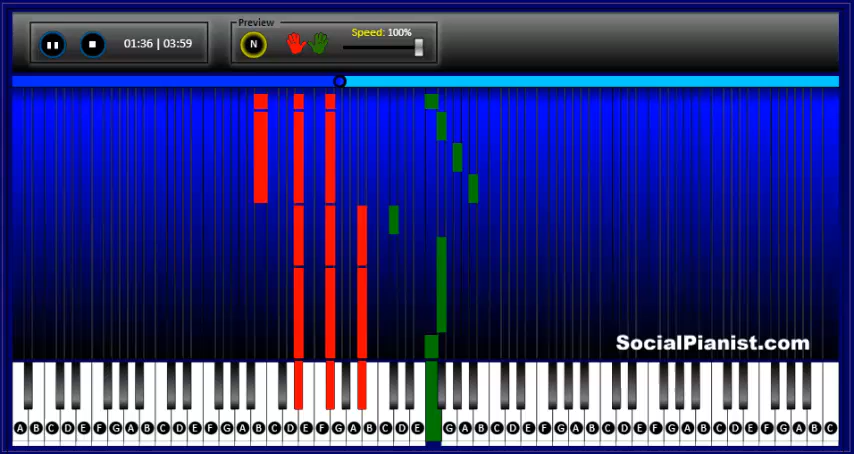 Preview
01:36 | 03:59
N
Speed: 100%
SocialPianist.com
A B C D E F G A B C D E F G A B C D E F G A B C D E G A B C D E F G A B C D E F G A B C D E F G A B C